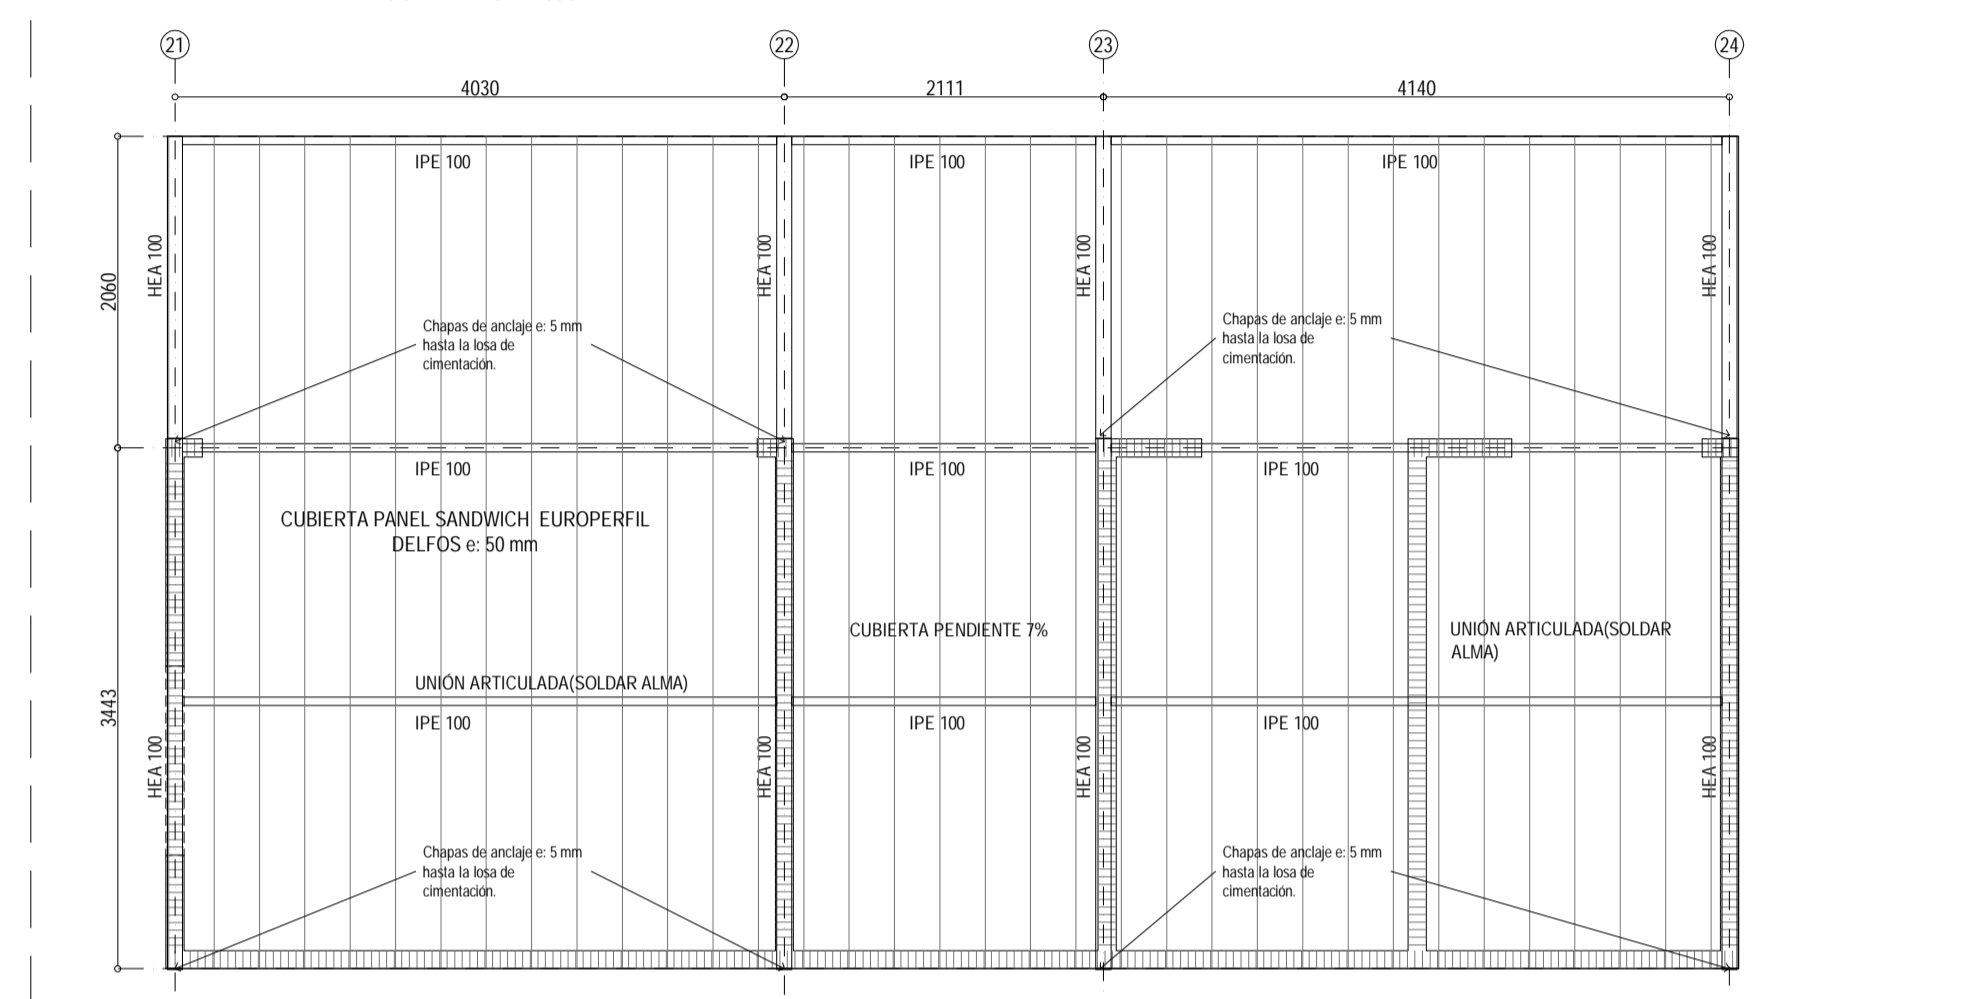 21
22
23
24
4030
2111
4140
IPE 100
IPE 100
IPE 100
HEA 100
HEA 100
HEA 100
HEA 100
2060
Chapas de anclaje e: 5 mm
hasta la losa de
cimentación.
Chapas de anclaje e: 5 mm
hasta la losa de
cimentación.
IPE 100
IPE 100
IPE 100
CUBIERTA PANEL SANDWICH EUROPERFIL
DELFOS e: 50 mm
CUBIERTA PENDIENTE 7%
UNIÓN ARTICULADA(SOLDAR
ALMA)
UNIÓN ARTICULADA(SOLDAR ALMA)
3443
IPE 100
IPE 100
IPE 100
HEA 100
HEA 100
HEA 100
HEA 100
Chapas de anclaje e: 5 mm
hasta la losa de
cimentación.
Chapas de anclaje e: 5 mm
hasta la losa de
cimentación.